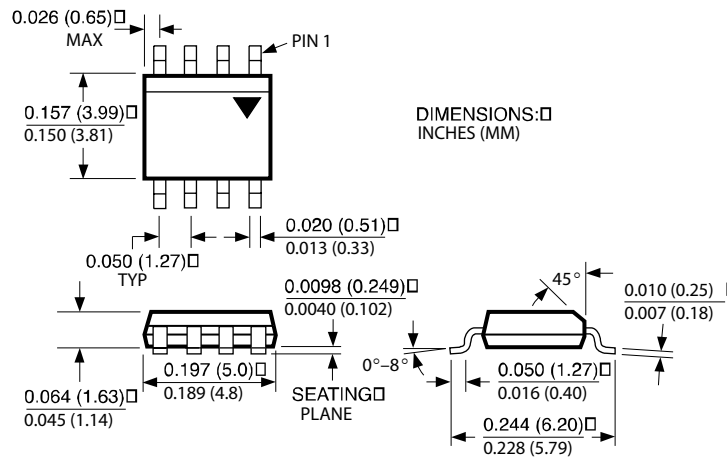 0.026 (0.65)□
MAX
PIN 1
0.157 (3.99)□
0.150 (3.81)
DIMENSIONS:□
INCHES (MM)
0.020 (0.51)□
0.013 (0.33)
0.050 (1.27)□
TYP
0.0098 (0.249)□
0.0040 (0.102)
45°
0.010 (0.25)
0.007 (0.18)
0°–8°
0.064 (1.63)□
0.045 (1.14)
0.197 (5.0)□
0.189 (4.8)
SEATING□
PLANE
0.050 (1.27)□
0.016 (0.40)
0.244 (6.20)□
0.228 (5.79)